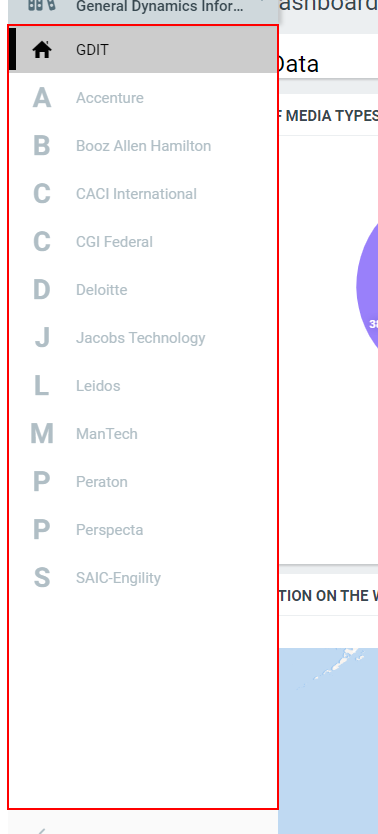 General Dynamics Infor...
ashboard
GDIT
Data
A Accenture
F MEDIA TYPES
B Booz Allen Hamilton
C CACI International
C CGI Federal
D Deloitte
38
J Jacobs Technology
L Leidos
M ManTech
P Peraton
P Perspecta
S SAIC-Engility
TION ON THE W